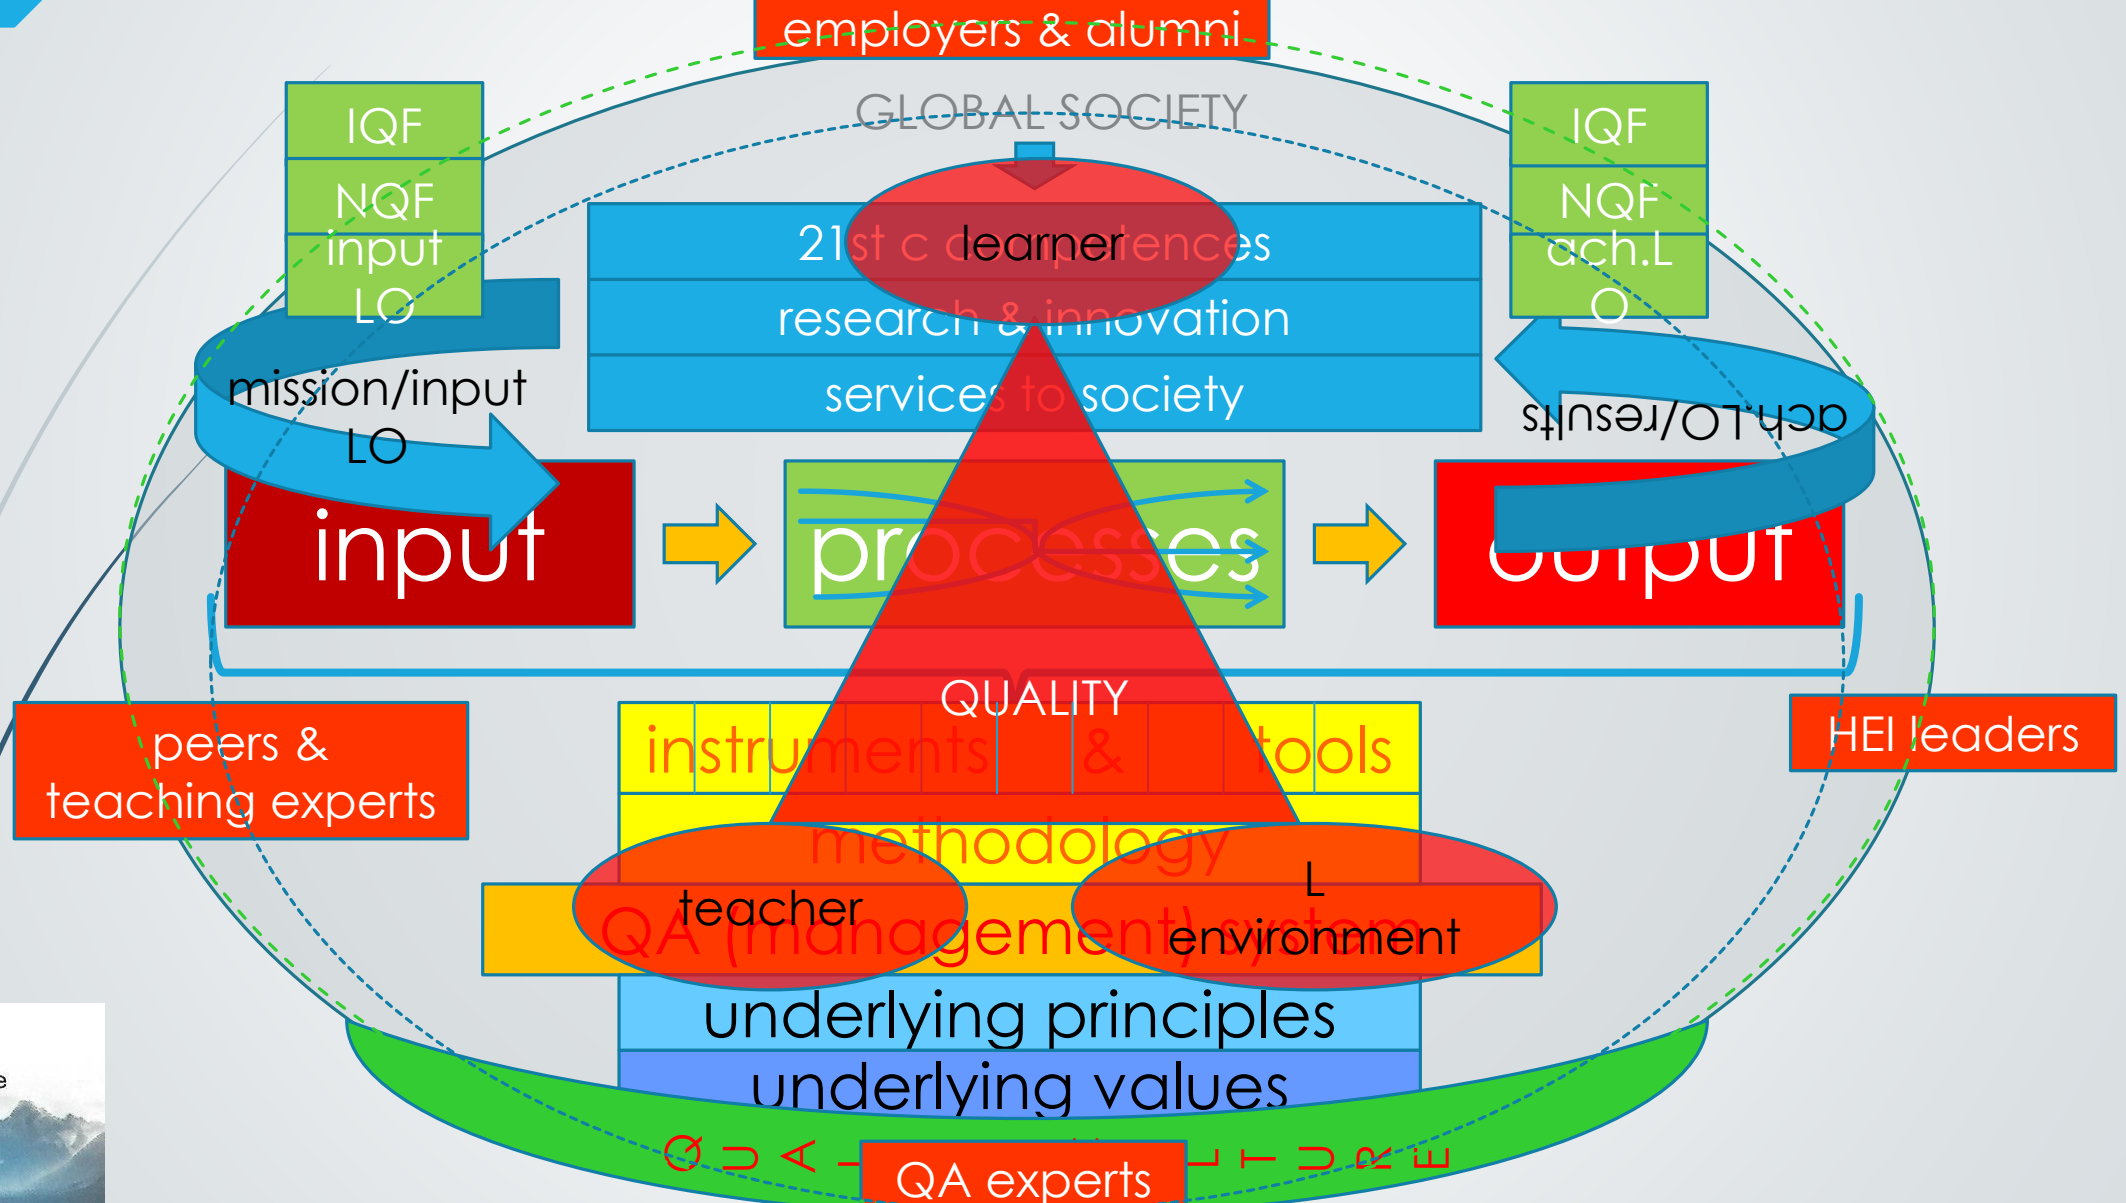 employers & alumni
GLOBAL SOCIETY
IQF
NQF
input
LO
IQF
NQF
ach.L
O
21st c competences
learner
research & innovation
services to society
mission/input
LO
ach.LO/results
input
processes
output
QUALITY
peers &
teaching experts
HEI leaders
instruments & tools
methodology
teacher
L
environment
QA (management) system
underlying principles
underlying values
QA experts